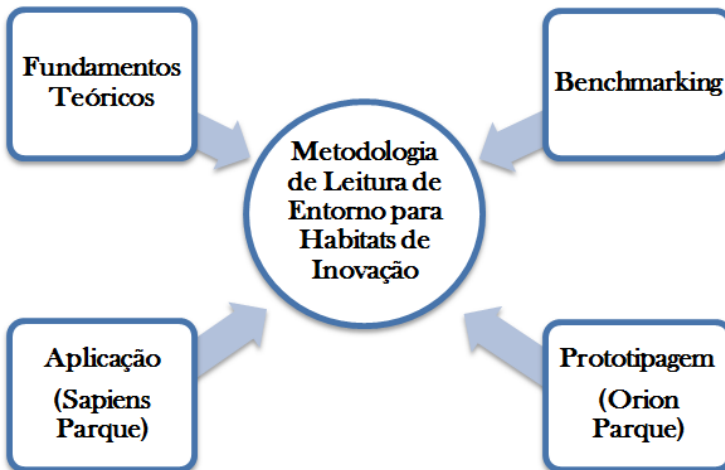 Fundamentos
Teóricos
Benchmarking
Metodologia
de Leitura de
Entorno para
Habitats de
Inovação
Aplicação
(Sapiens
Parque)
Prototipagem
(Orion
Parque)